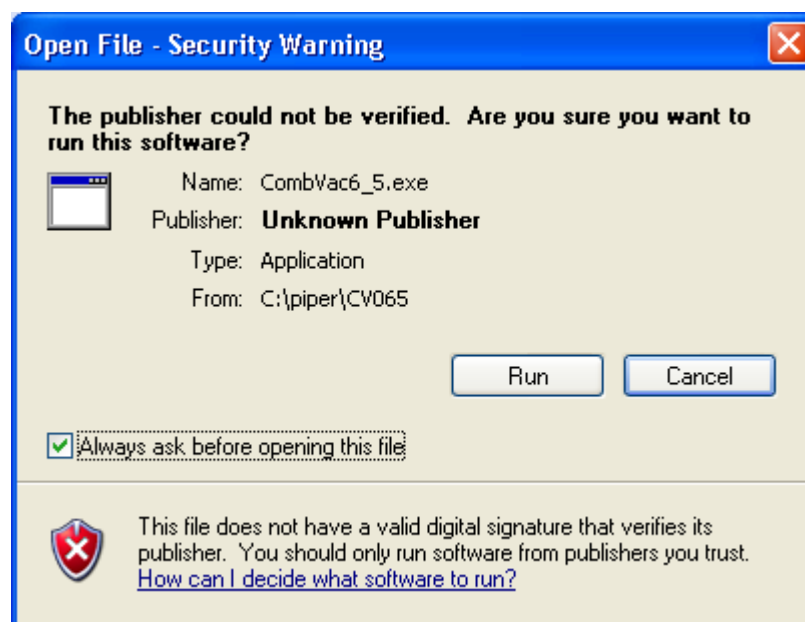 Open File - Security Warning
The publisher could not be verified. Are you sure you want to
run this software?
Name: CombVac6_5.exe
Publisher: Unknown Publisher
Type: Application
From: C:\piper\CV065
Run Cancel
Always ask before opening this file
This file does not have a valid digital signature that verifies its
publisher. You should only run software from publishers you trust.
How can I decide what software to run?